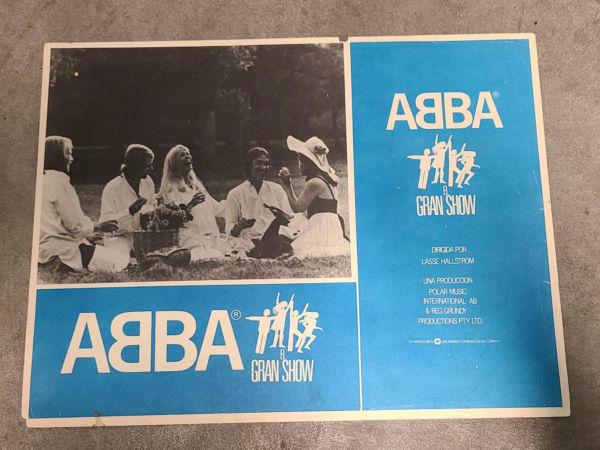 ABBA®
EL
GRAN SHOW
ABBA®
EL
GRAN SHOW
DIRIGIDA POR
LASSE HALLSTROM
UNA PRODUCCION
POLAR MUSIC
INTERNATIONAL AB
& REG GRUNDY
PRODUCTIONS PTY LTD.